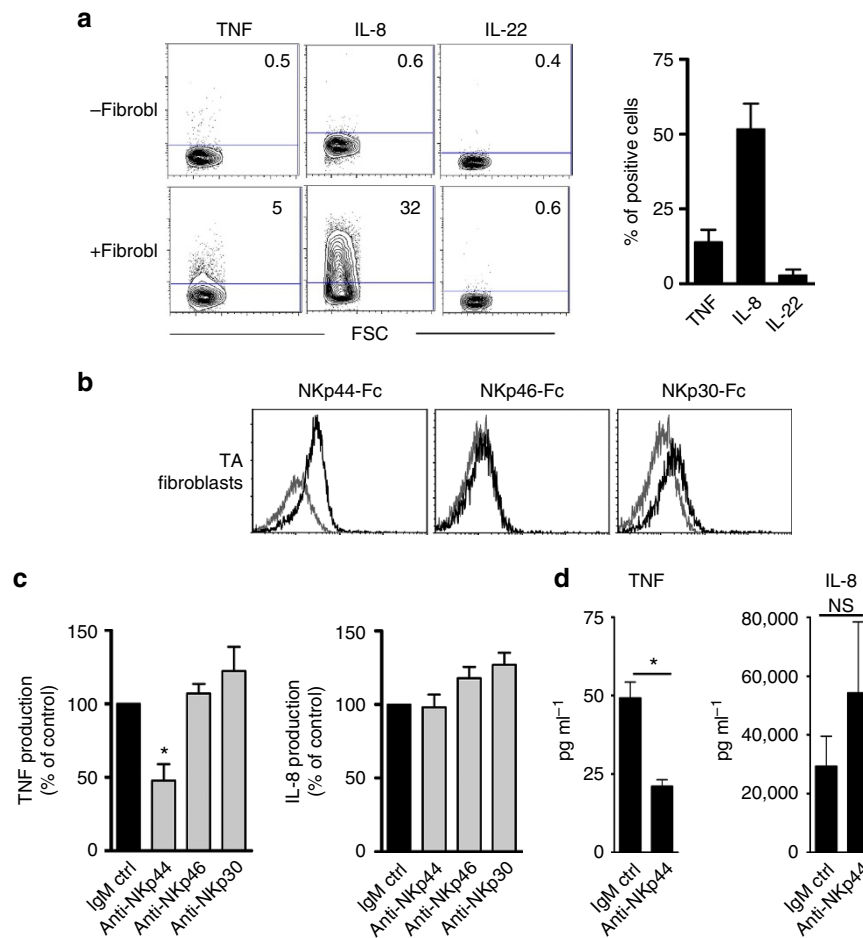 a
TNF IL-8 IL-22
–Fibrobl 0.5 0.6 0.4
+Fibrobl 5 32 0.6
FSC
% of positive cells
75
50
25
0
TNF IL-8 IL-22
b
NKp44-Fc NKp46-Fc NKp30-Fc
TA
fibroblasts
c
TNF production
(% of control)
150
100
50
0
*
IgM ctrl Anti-NKp44 Anti-NKp46 Anti-NKp30
IL-8 production
(% of control)
150
100
50
0
IgM ctrl Anti-NKp44 Anti-NKp46 Anti-NKp30
d
TNF
pg ml–1
75
50
25
0
*
IgM ctrl Anti-NKp44
IL-8
NS
pg ml–1
80,000
60,000
40,000
20,000
0
IgM ctrl Anti-NKp44